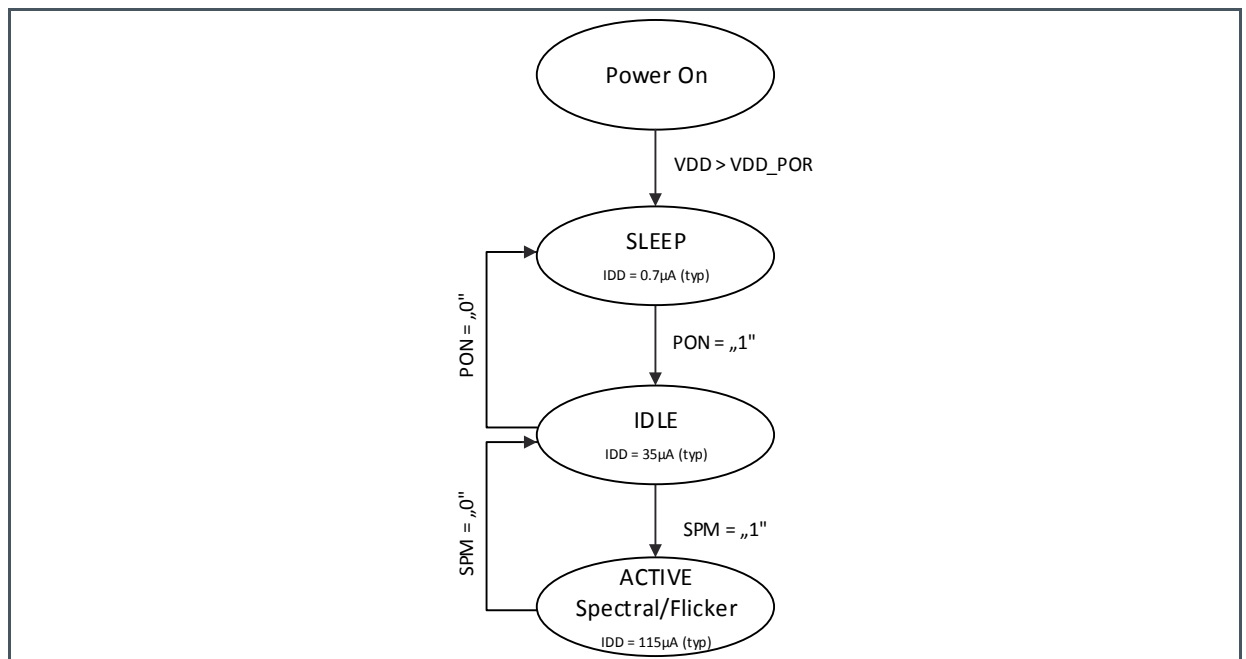 Power On
VDD > VDD_POR
SLEEP
IDD = 0.7µA (typ)
PON = „0"
PON = „1"
IDLE
IDD = 35µA (typ)
SPM = „0"
SPM = „1"
ACTIVE
Spectral/Flicker
IDD = 115µA (typ)